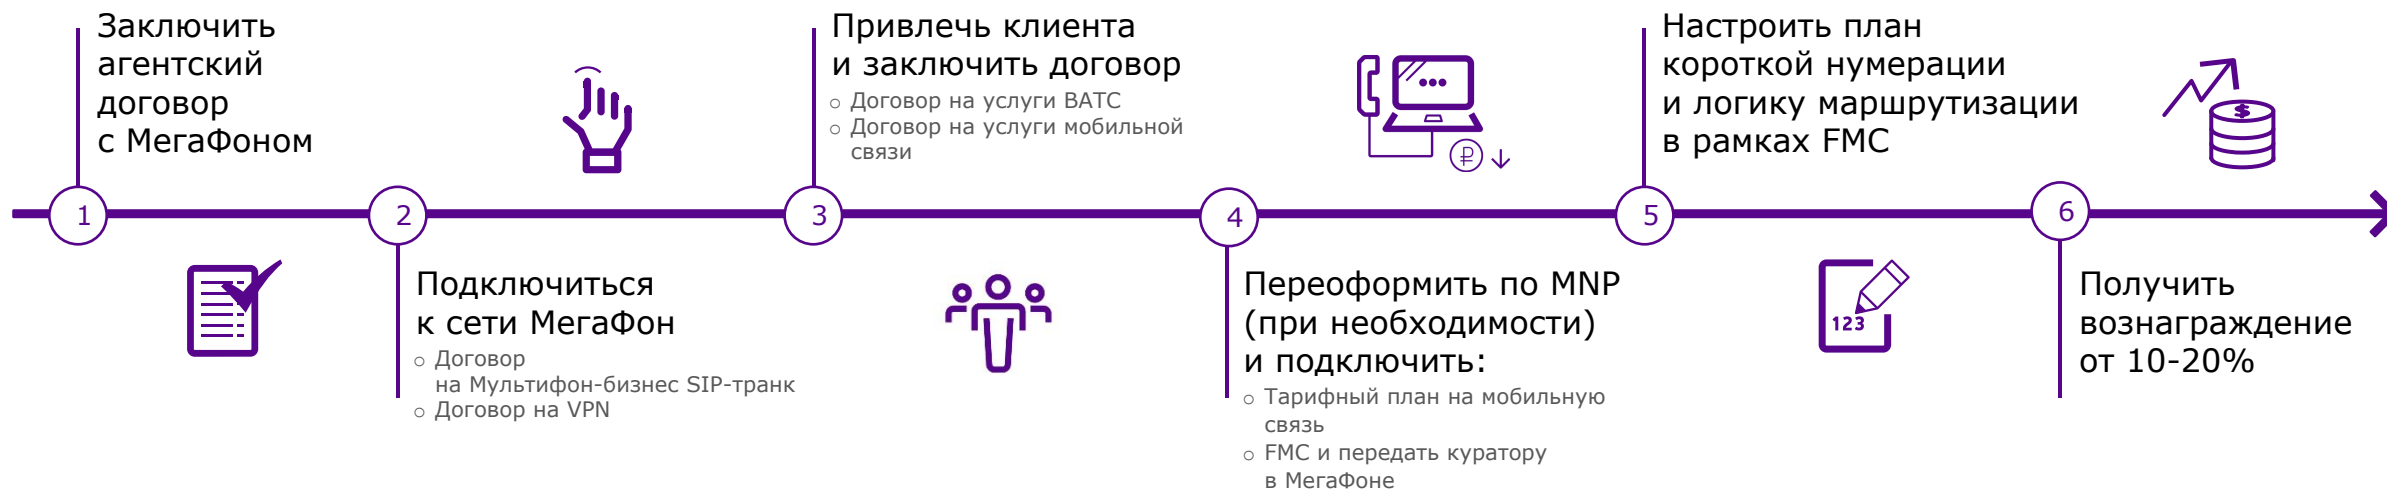 Заключить
агентский
договор
с МегаФоном
1
2
Подключиться
к сети МегаФон
○ Договор
на Мультифон-бизнес SIP-транк
○ Договор на VPN
Привлечь клиента
и заключить договор
○ Договор на услуги ВАТС
○ Договор на услуги мобильной
связи
3
4
Переоформить по MNP
(при необходимости)
и подключить:
○ Тарифный план на мобильную
связь
○ FMC и передать куратору
в МегаФоне
Настроить план
короткой нумерации
и логику маршрутизации
в рамках FMC
5
123
$
6
Получить
вознаграждение
от 10-20%
₽